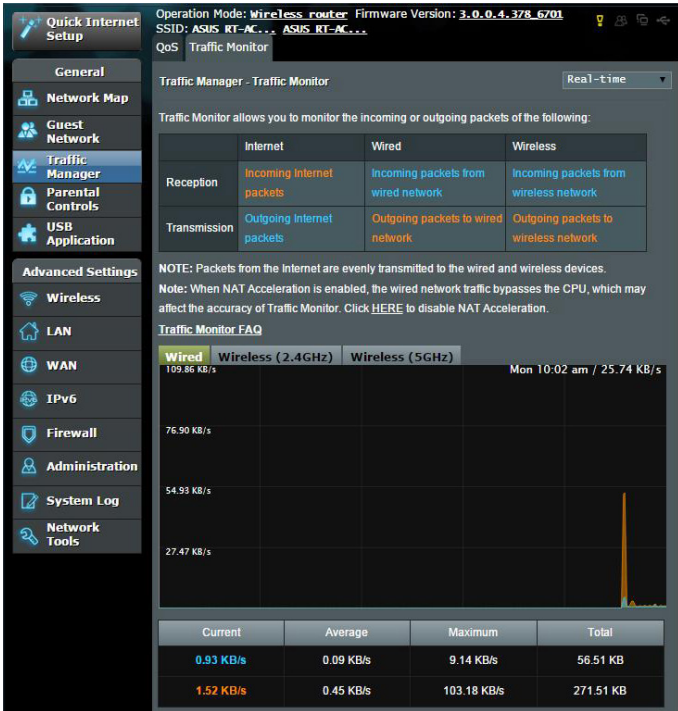 Quick Internet
Setup
Operation Mode: Wireless router Firmware Version: 3.0.0.4.378_6701
SSID: ASUS RT-AC... ASUS RT-AC...
QoS Traffic Monitor
General
Network Map
Guest
Network
Traffic
Manager
Parental
Controls
USB
Application
Advanced Settings
Wireless
LAN
WAN
IPv6
Firewall
Administration
System Log
Network
Tools
Traffic Manager - Traffic Monitor
Real-time
Traffic Monitor allows you to monitor the incoming or outgoing packets of the following:
Internet Wired Wireless
Reception
Incoming Internet
packets
Incoming packets from
wired network
Incoming packets from
wireless network
Transmission
Outgoing Internet
packets
Outgoing packets to wired
network
Outgoing packets to
wireless network
NOTE: Packets from the Internet are evenly transmitted to the wired and wireless devices.
Note: When NAT Acceleration is enabled, the wired network traffic bypasses the CPU, which may
affect the accuracy of Traffic Monitor. Click HERE to disable NAT Acceleration.
Traffic Monitor FAQ
Wired Wireless (2.4GHz) Wireless (5GHz)
109.86 KB/s
Mon 10:02 am / 25.74 KB/s
76.90 KB/s
54.93 KB/s
27.47 KB/s
Current Average Maximum Total
0.93 KB/s 0.09 KB/s 9.14 KB/s 56.51 KB
1.52 KB/s 0.45 KB/s 103.18 KB/s 271.51 KB